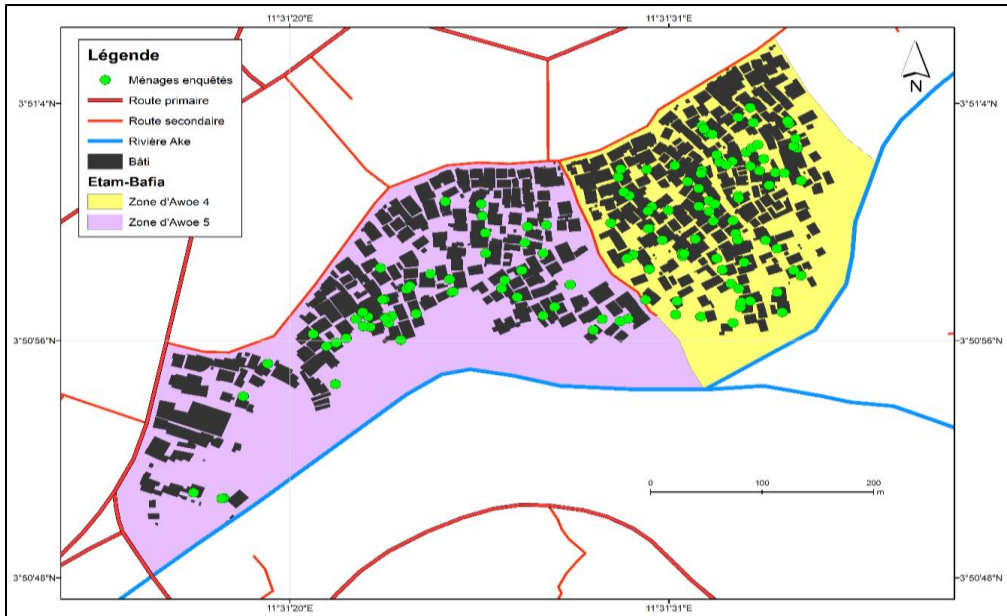 11°31'20"E
11°31'31"E
Légende
Ménages enquêtés
Route primaire
Route secondaire
Rivière Ake
Bâti
Etam-Bafia
Zone d'Awoe 4
Zone d'Awoe 5
N
3°51'4"N
3°51'4"N
3°50'56"N
3°50'56"N
0 100 200
m
3°50'48"N
3°50'48"N
11°31'20"E
11°31'31"E